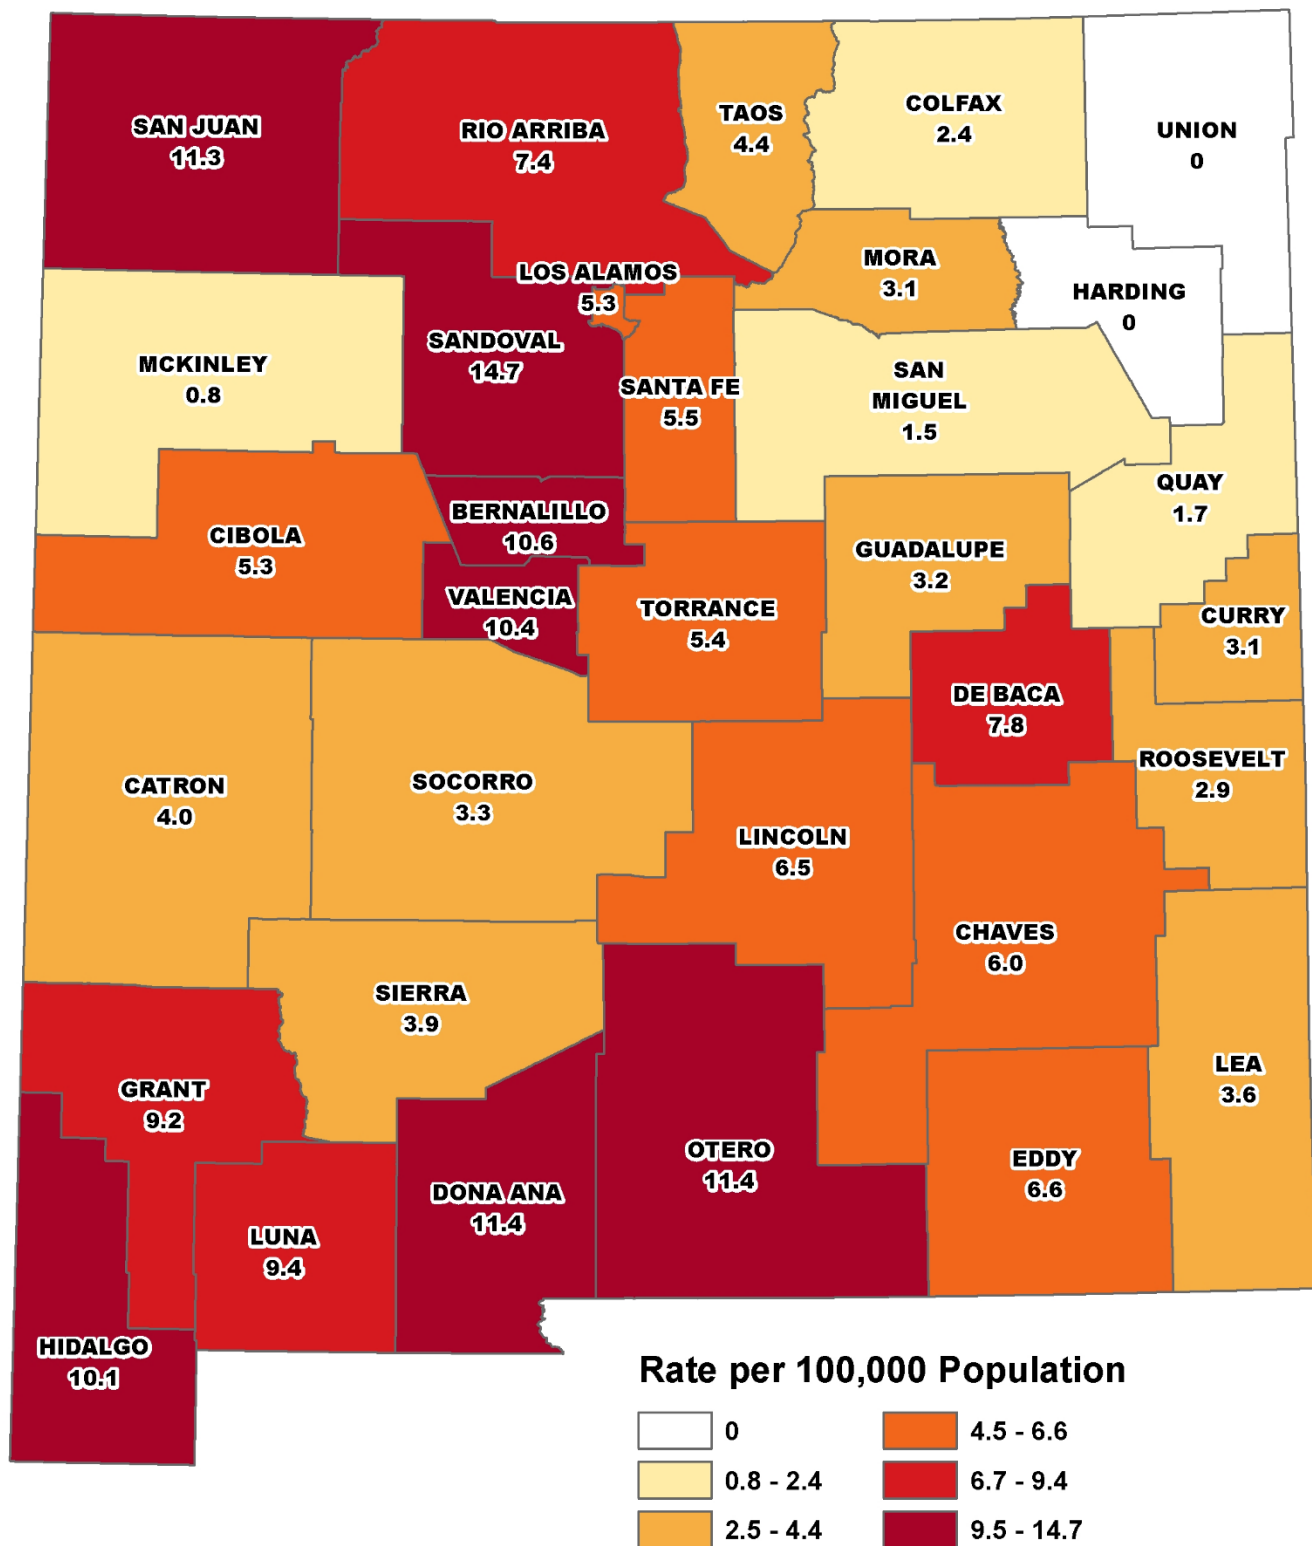 SAN JUAN
11.3
RIO ARRIBA
7.4
TAOS
4.4
COLFAX
2.4
UNION
0
LOS ALAMOS
5.3
MORA
3.1
HARDING
0
MCKINLEY
0.8
SANDOVAL
14.7
SANTA FE
5.5
SAN
MIGUEL
1.5
QUAY
1.7
CIBOLA
5.3
BERNALILLO
10.6
VALENCIA
10.4
TORRANCE
5.4
GUADALUPE
3.2
CURRY
3.1
DE BACA
7.8
ROOSEVELT
2.9
CATRON
4.0
SOCORRO
3.3
LINCOLN
6.5
CHAVES
6.0
SIERRA
3.9
GRANT
9.2
LEA
3.6
OTERO
11.4
EDDY
6.6
DONA ANA
11.4
LUNA
9.4
HIDALGO
10.1
Rate per 100,000 Population
0
0.8 - 2.4
2.5 - 4.4
4.5 - 6.6
6.7 - 9.4
9.5 - 14.7